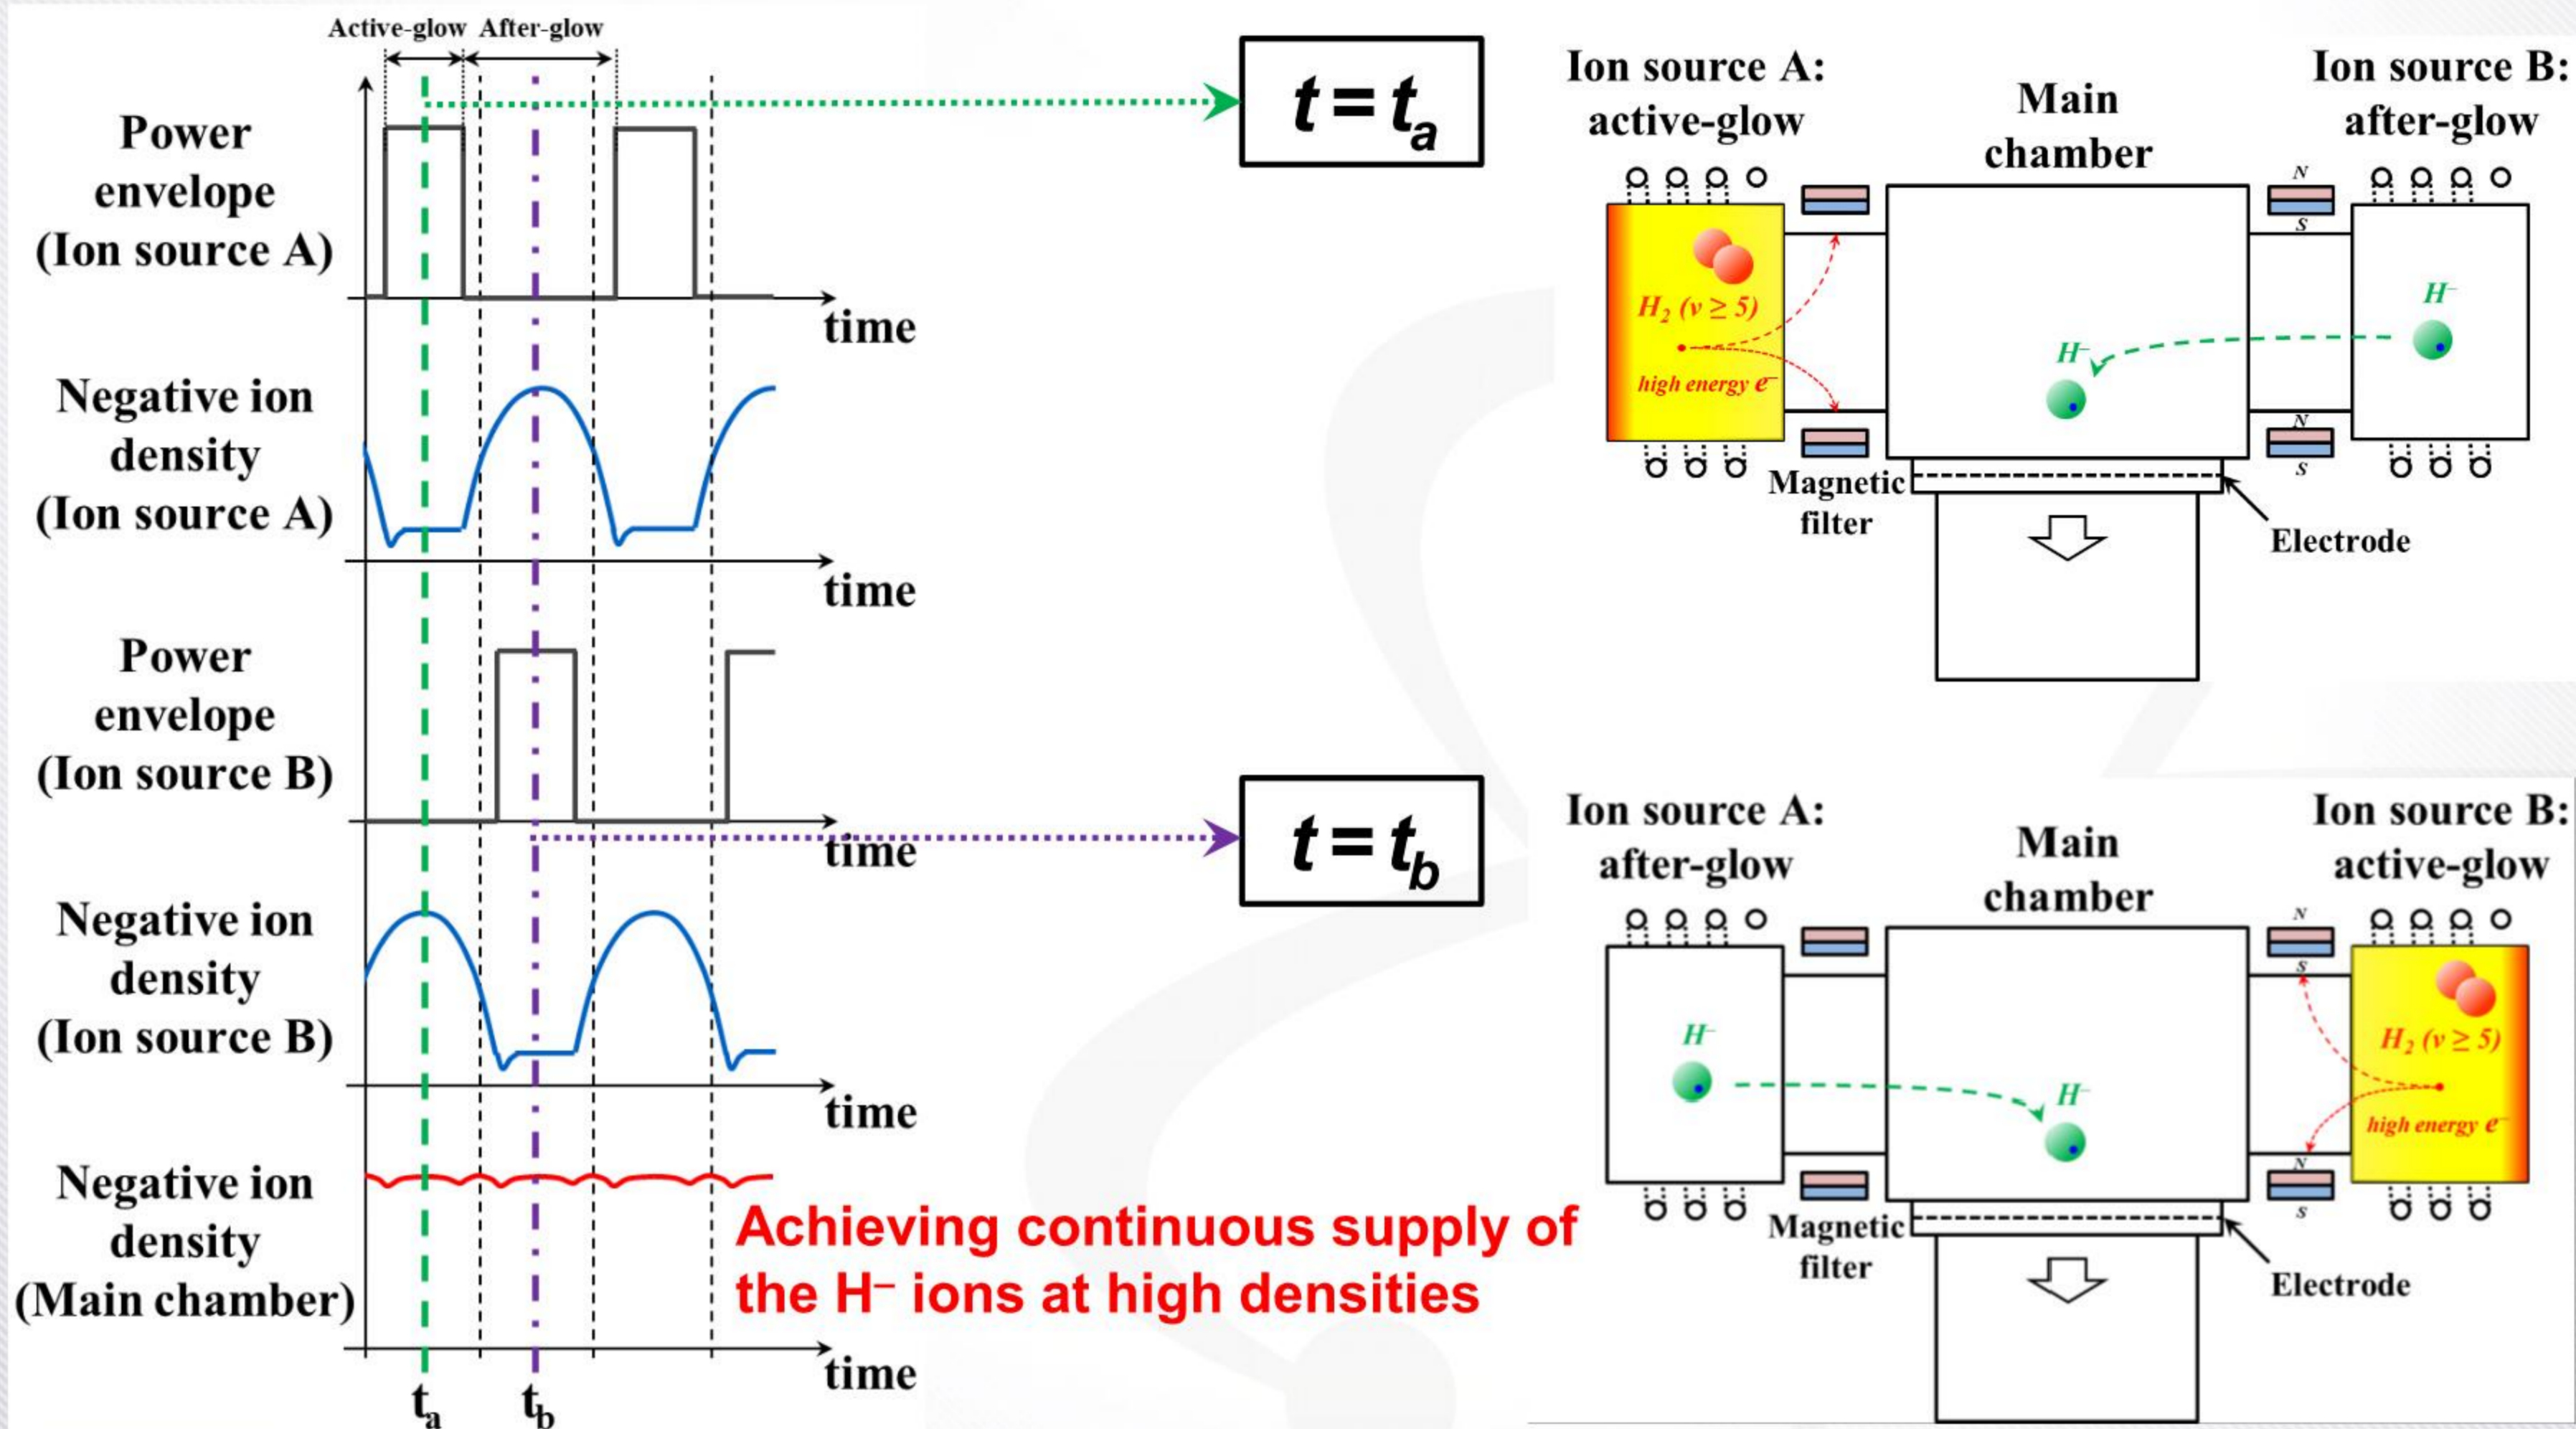 Active-glow After-glow
Power
envelope
(Ion source A)
time
Negative ion
density
(Ion source A)
time
Power
envelope
(Ion source B)
time
Negative ion
density
(Ion source B)
time
Negative ion
density
(Main chamber)
time
tₐ
t_b
Achieving continuous supply of
the H⁻ ions at high densities
t = tₐ
Ion source A:
active-glow
Main
chamber
Ion source B:
after-glow
N
S
H₂ (v ≥ 5)
high energy e⁻
H⁻
H⁻
N
S
Magnetic
filter
Electrode
t = t_b
Ion source A:
after-glow
Main
chamber
Ion source B:
active-glow
N
S
H⁻
H⁻
H₂ (v ≥ 5)
high energy e⁻
N
S
Magnetic
filter
Electrode